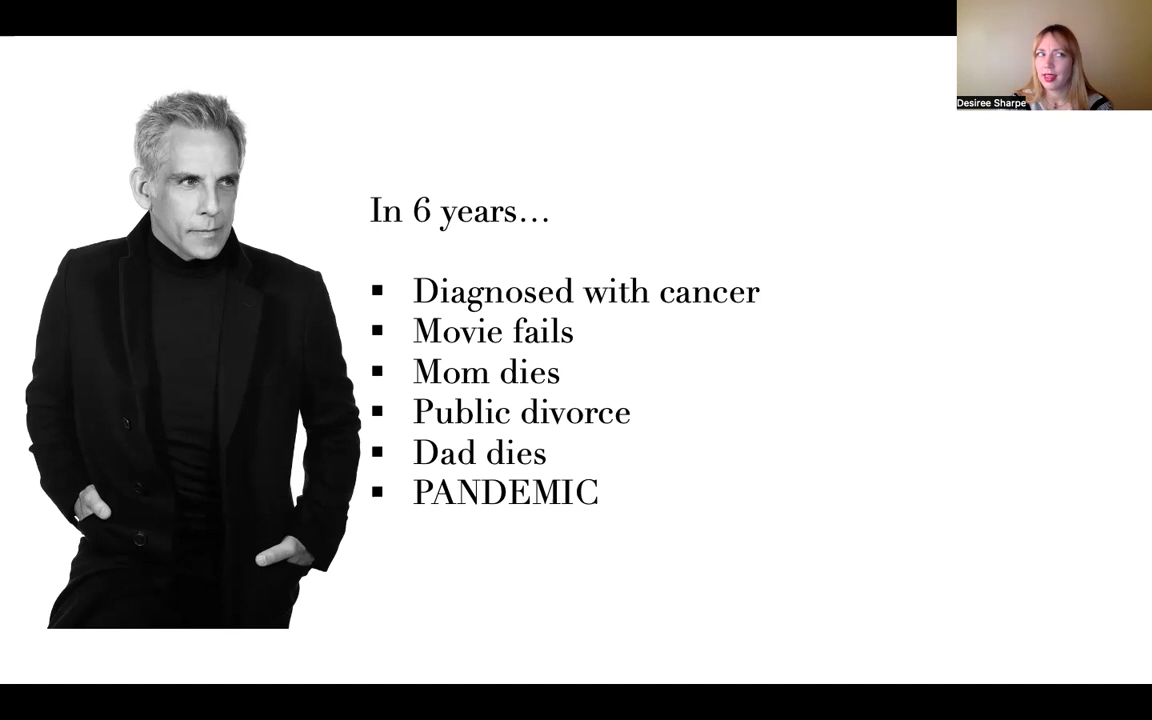 Desiree Sharpe
In 6 years...
▪ Diagnosed with cancer
▪ Movie fails
▪ Mom dies
▪ Public divorce
▪ Dad dies
▪ PANDEMIC